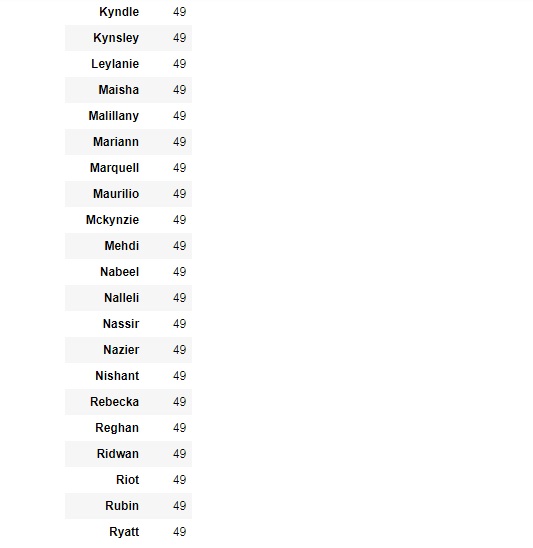 Kyndle 49
Kynsley 49
Leylanie 49
Maisha 49
Malillany 49
Mariann 49
Marquell 49
Maurilio 49
Mckynzie 49
Mehdi 49
Nabeel 49
Nalleli 49
Nassir 49
Nazier 49
Nishant 49
Rebecka 49
Reghan 49
Ridwan 49
Riot 49
Rubin 49
Ryatt 49